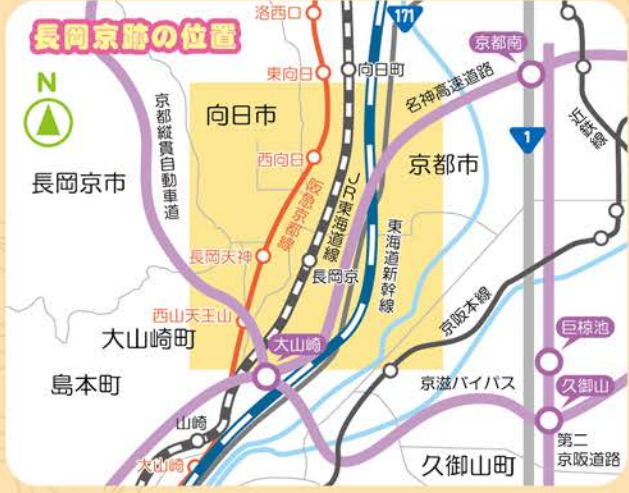 長岡京跡の位置
N
洛西口
171
京都南
東向日
向日町
名神高速道路
近鉄線
向日市
京都縦貫自動車道
1
西向日
京都市
長岡京市
阪急京都線
JR東海道線
東海道新幹線
長岡天神
長岡京
西山天王山
京阪本線
大山崎町
大山崎
巨椋池
島本町
京滋バイパス
久御山
山崎
第二
京阪道路
大山崎
久御山町